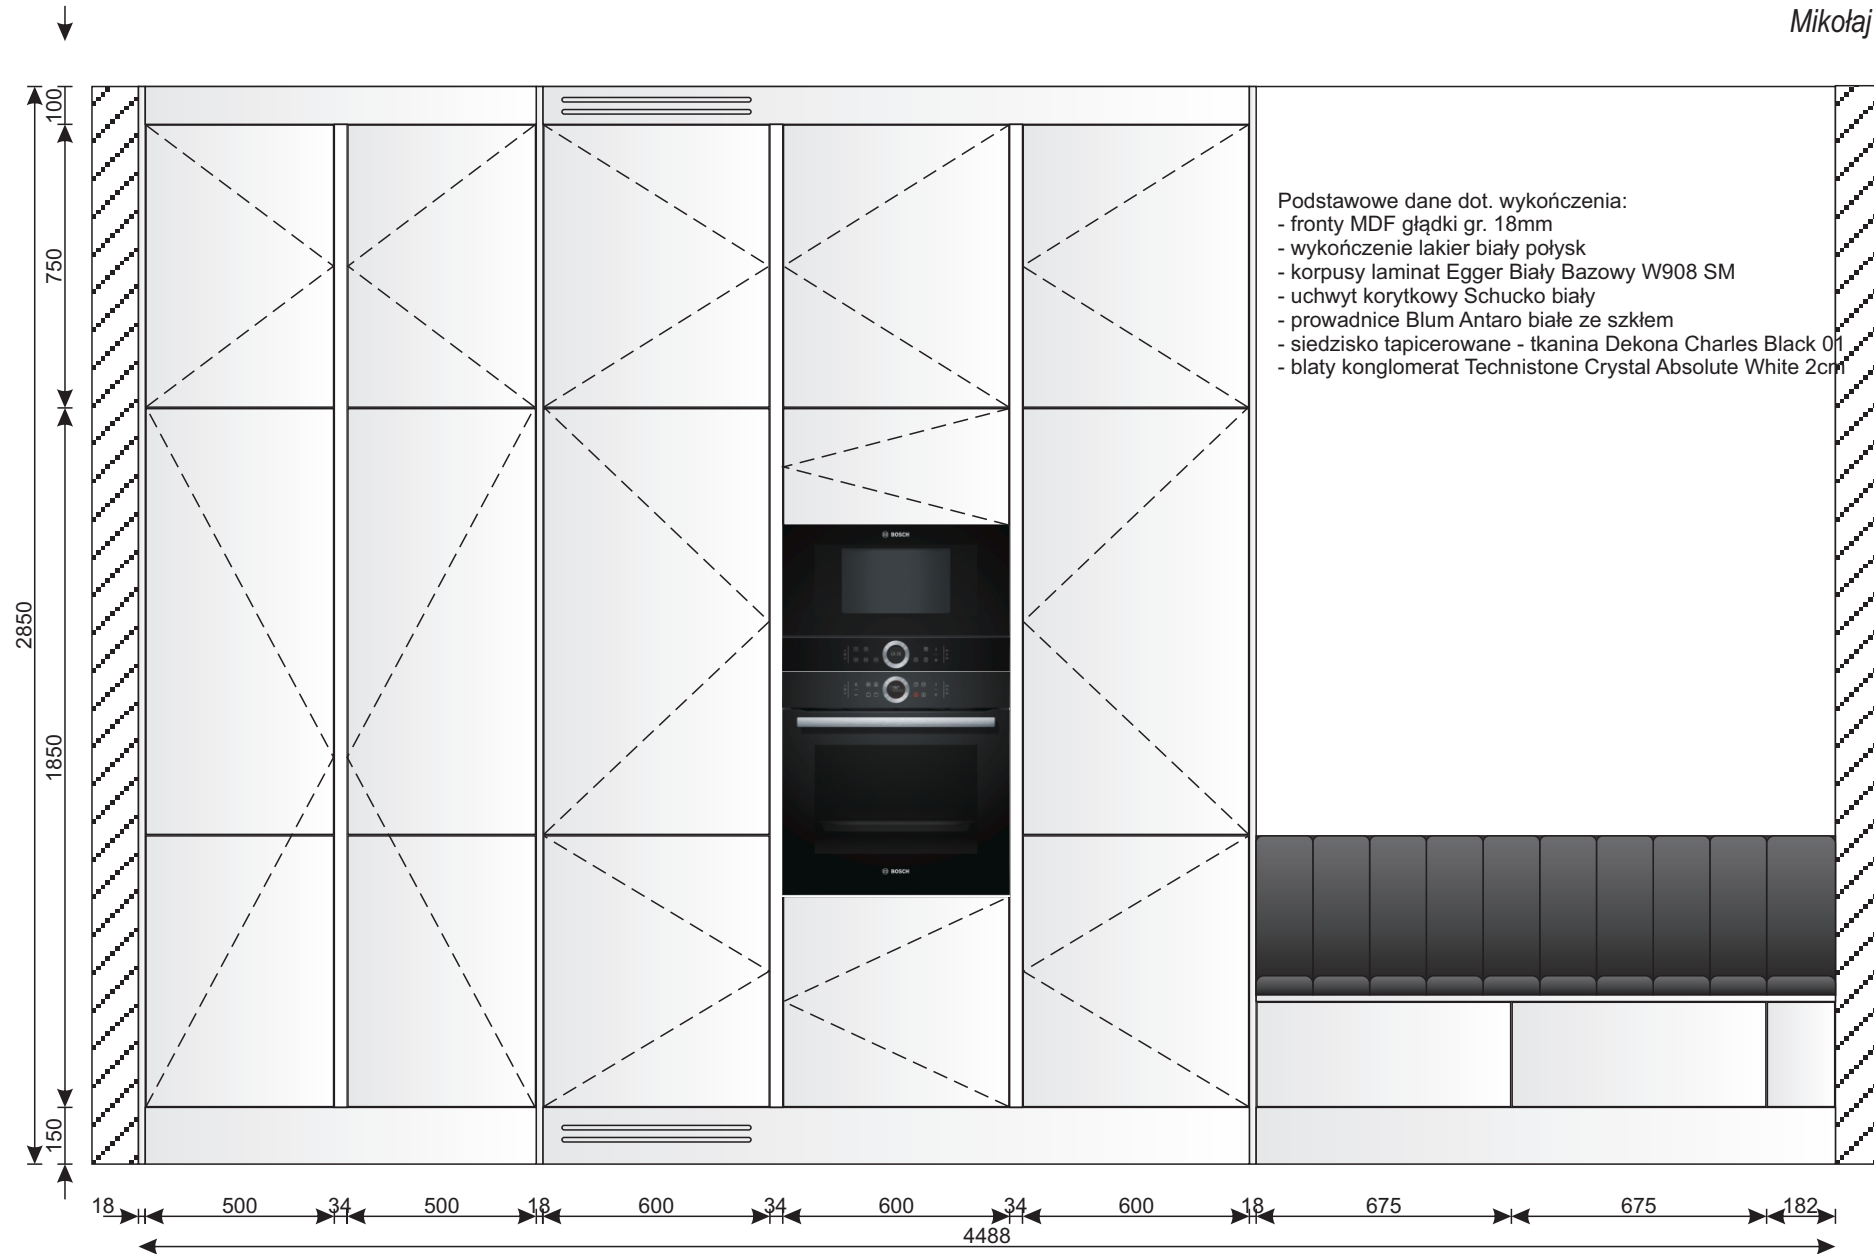 Mikołaj
100
750
2850
1850
150
Podstawowe dane dot. wykończenia:
- fronty MDF głądki gr. 18mm
- wykończenie lakier biały połysk
- korpusy laminat Egger Biały Bazowy W908 SM
- uchwyt korytkowy Schucko biały
- prowadnice Blum Antaro białe ze szkłem
- siedzisko tapicerowane - tkanina Dekona Charles Black 01
- blaty konglomerat Technistone Crystal Absolute White 2cm
BOSCH
BOSCH
18 500 34 500 18 600 34 600 34 600 18 675 675 182
4488